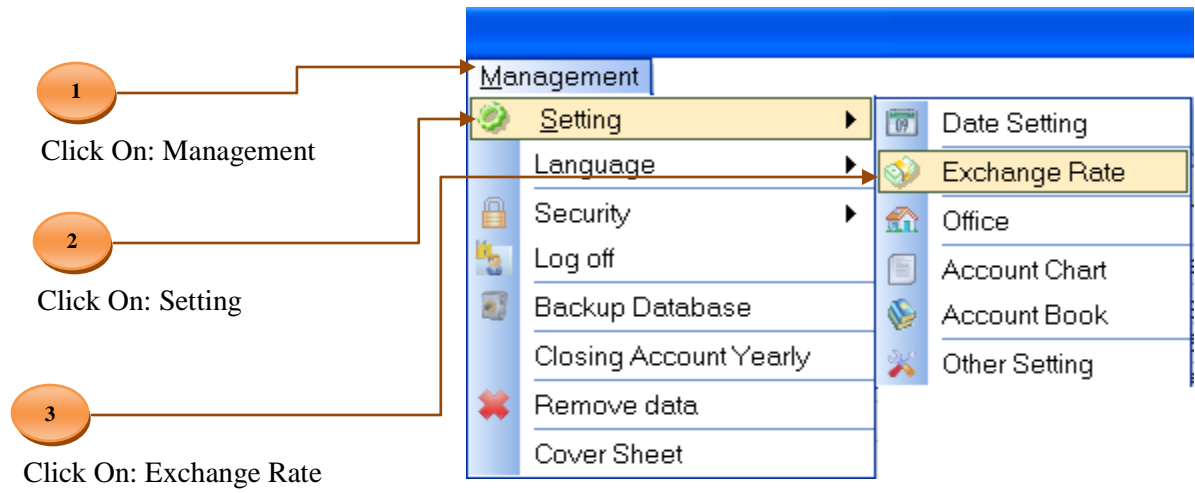 1
Click On: Management
2
Click On: Setting
3
Click On: Exchange Rate
Management
Setting
Language
Security
Log off
Backup Database
Closing Account Yearly
Remove data
Cover Sheet
09
Date Setting
Exchange Rate
Office
Account Chart
Account Book
Other Setting